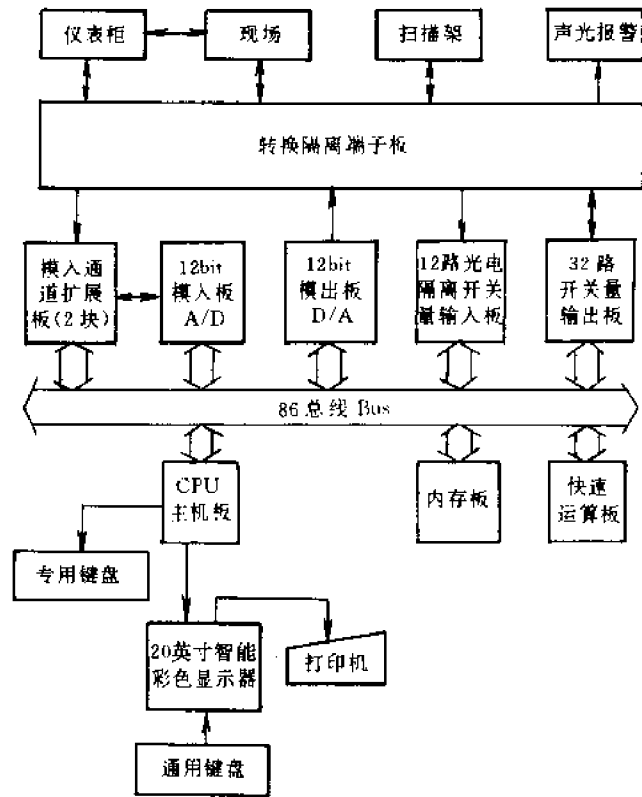 仪表柜
现场
扫描架
声光报警
转换隔离端子板
模入通
道扩展
板(2块)
12bit
模入板
A/D
12bit
模出板
D/A
12路光电
隔离开关
量输入板
32路
开关量
输出板
86总线 Bus
CPU
主机板
内存板
快速
运算板
专用键盘
20英寸智能
彩色显示器
打印机
通用键盘